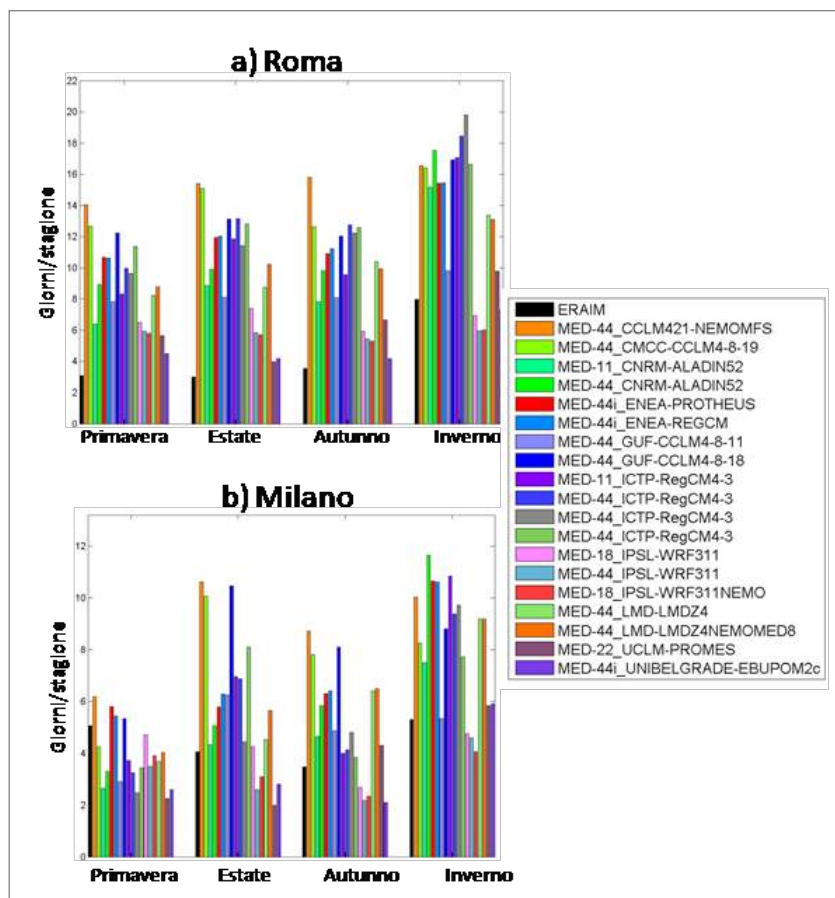 a) Roma
22
20
18
16
14
12
10
8
6
4
2
0
Giorni/stagione
Primavera Estate Autunno Inverno
b) Milano
12
10
8
6
4
2
0
Giorni/stagione
Primavera Estate Autunno Inverno
ERAIM
MED-44_CCLM421-NEMOMFS
MED-44_CMCC-CCLM4-8-19
MED-11_CNRM-ALADIN52
MED-44_CNRM-ALADIN52
MED-44i_ENEA-PROTHEUS
MED-44i_ENEA-REGCM
MED-44_GUF-CCLM4-8-11
MED-44_GUF-CCLM4-8-18
MED-11_ICTP-RegCM4-3
MED-44_ICTP-RegCM4-3
MED-44_ICTP-RegCM4-3
MED-44_ICTP-RegCM4-3
MED-18_IPSL-WRF311
MED-44_IPSL-WRF311
MED-18_IPSL-WRF311NEMO
MED-44_LMD-LMDZ4
MED-44_LMD-LMDZ4NEMOMED8
MED-22_UCLM-PROMES
MED-44i_UNIBELGRADE-EBUPOM2c